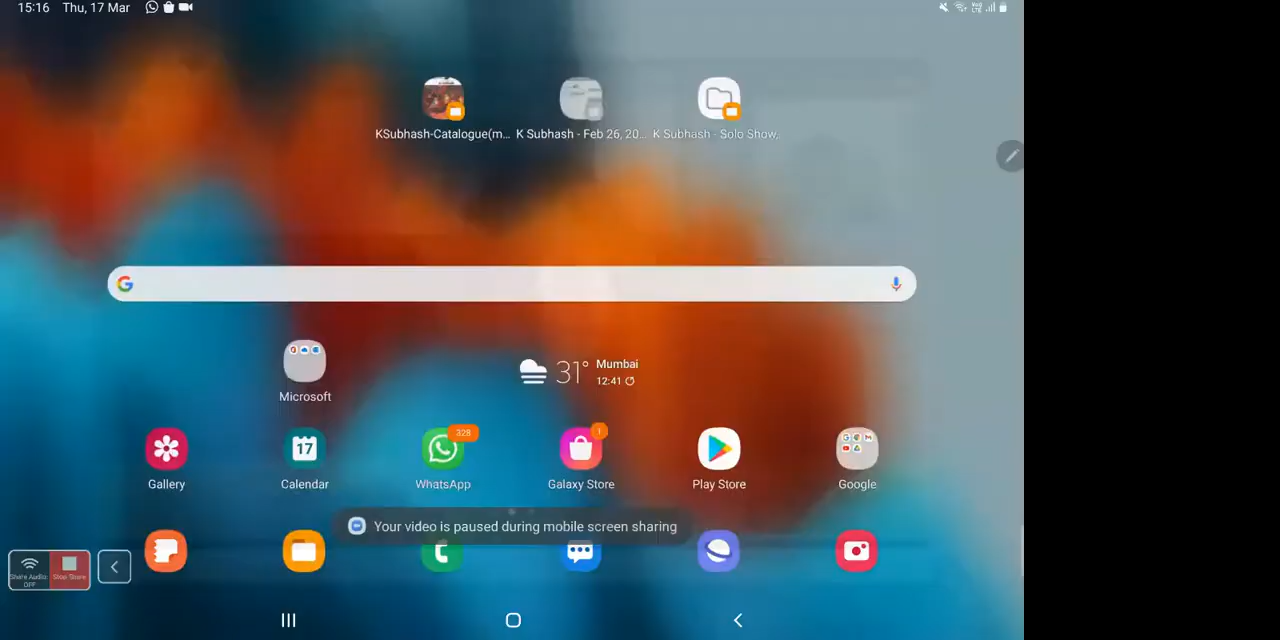 15:16 Thu, 17 Mar
KSubhash-Catalogue(m... K Subhash - Feb 26, 20... K Subhash - Solo Show,..
G
Microsoft
31° Mumbai
12:41
17
328
1
Gallery Calendar WhatsApp Galaxy Store Play Store Google
Your video is paused during mobile screen sharing
Share Audio: Stop Share
OFF